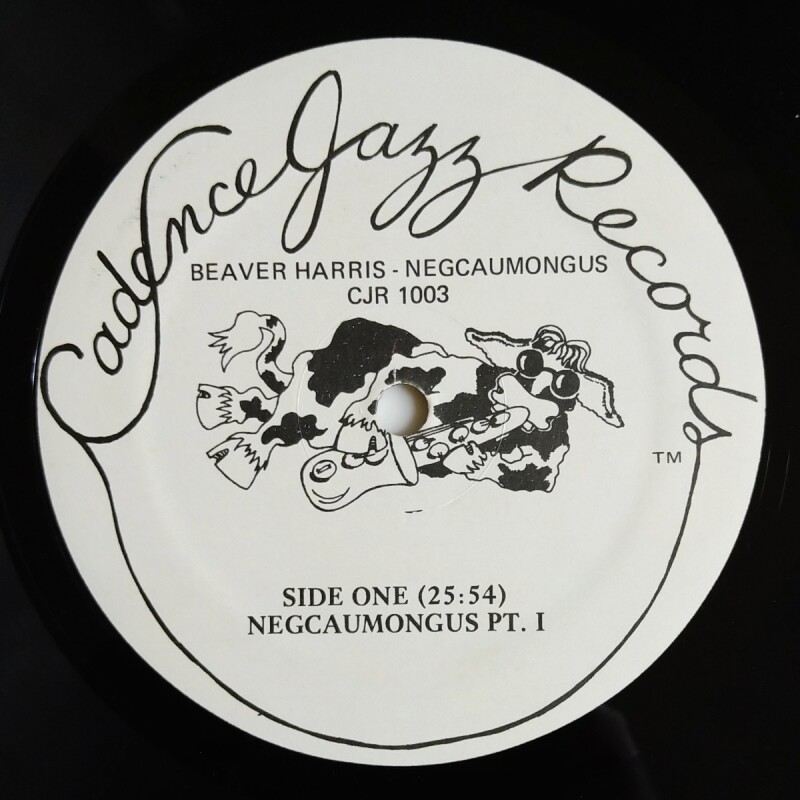 Cadence Jazz Records
BEAVER HARRIS - NEGCAUMONGUS
CJR 1003
TM
SIDE ONE (25:54)
NEGCAUMONGUS PT. I